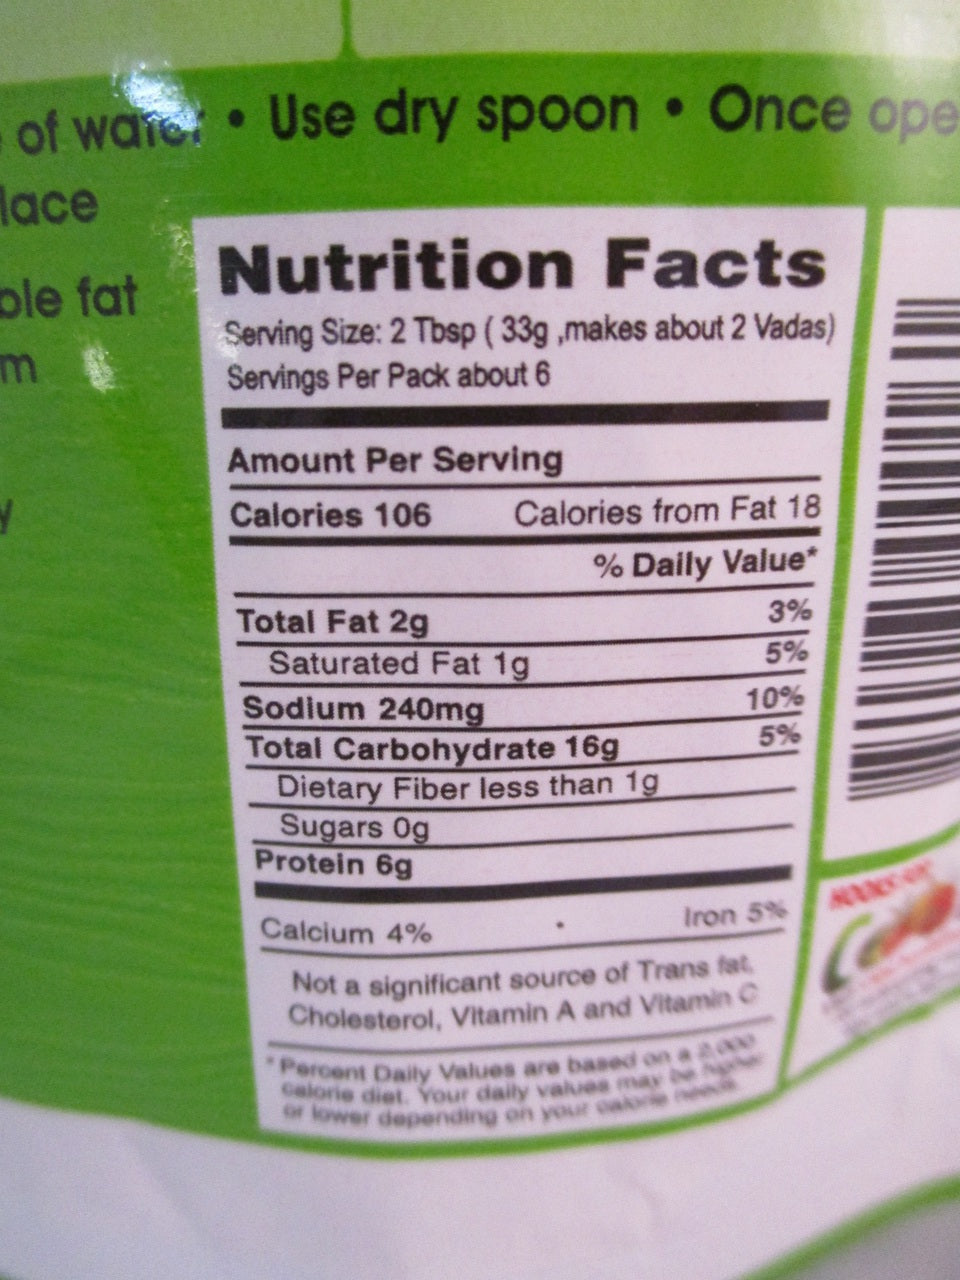 of water • Use dry spoon • Once ope
lace
ble fat
m
y
Nutrition Facts
Serving Size: 2 Tbsp ( 33g ,makes about 2 Vadas)
Servings Per Pack about 6
Amount Per Serving
Calories 106 Calories from Fat 18
% Daily Value*
Total Fat 2g 3%
Saturated Fat 1g 5%
Sodium 240mg 10%
Total Carbohydrate 16g 5%
Dietary Fiber less than 1g
Sugars 0g
Protein 6g
Calcium 4% • Iron 5%
Not a significant source of Trans fat,
Cholesterol, Vitamin A and Vitamin C
* Percent Daily Values are based on a 2,000
calorie diet. Your daily values may be higher
or lower depending on your calorie needs.